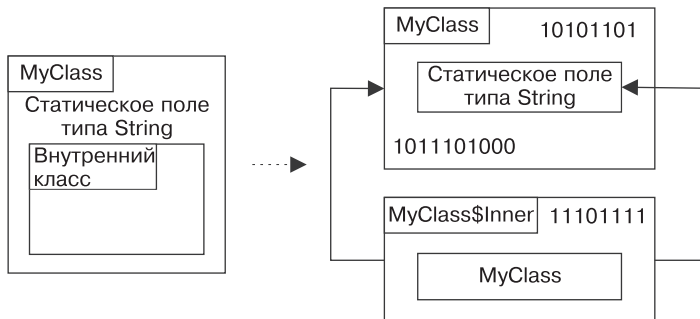 MyClass
Статическое поле
типа String
Внутренний
класс
MyClass
10101101
Статическое поле
типа String
1011101000
MyClass$Inner
11101111
MyClass